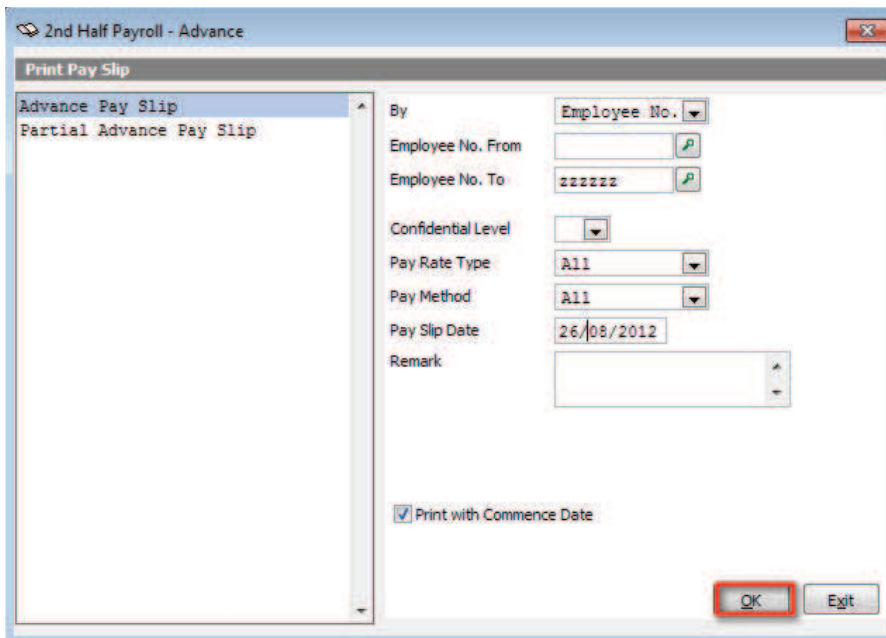 2nd Half Payroll - Advance
Print Pay Slip
Advance Pay Slip
Partial Advance Pay Slip
By Employee No.
Employee No. From
Employee No. To zzzzzz
Confidential Level
Pay Rate Type All
Pay Method All
Pay Slip Date 26/08/2012
Remark
Print with Commence Date
OK Exit